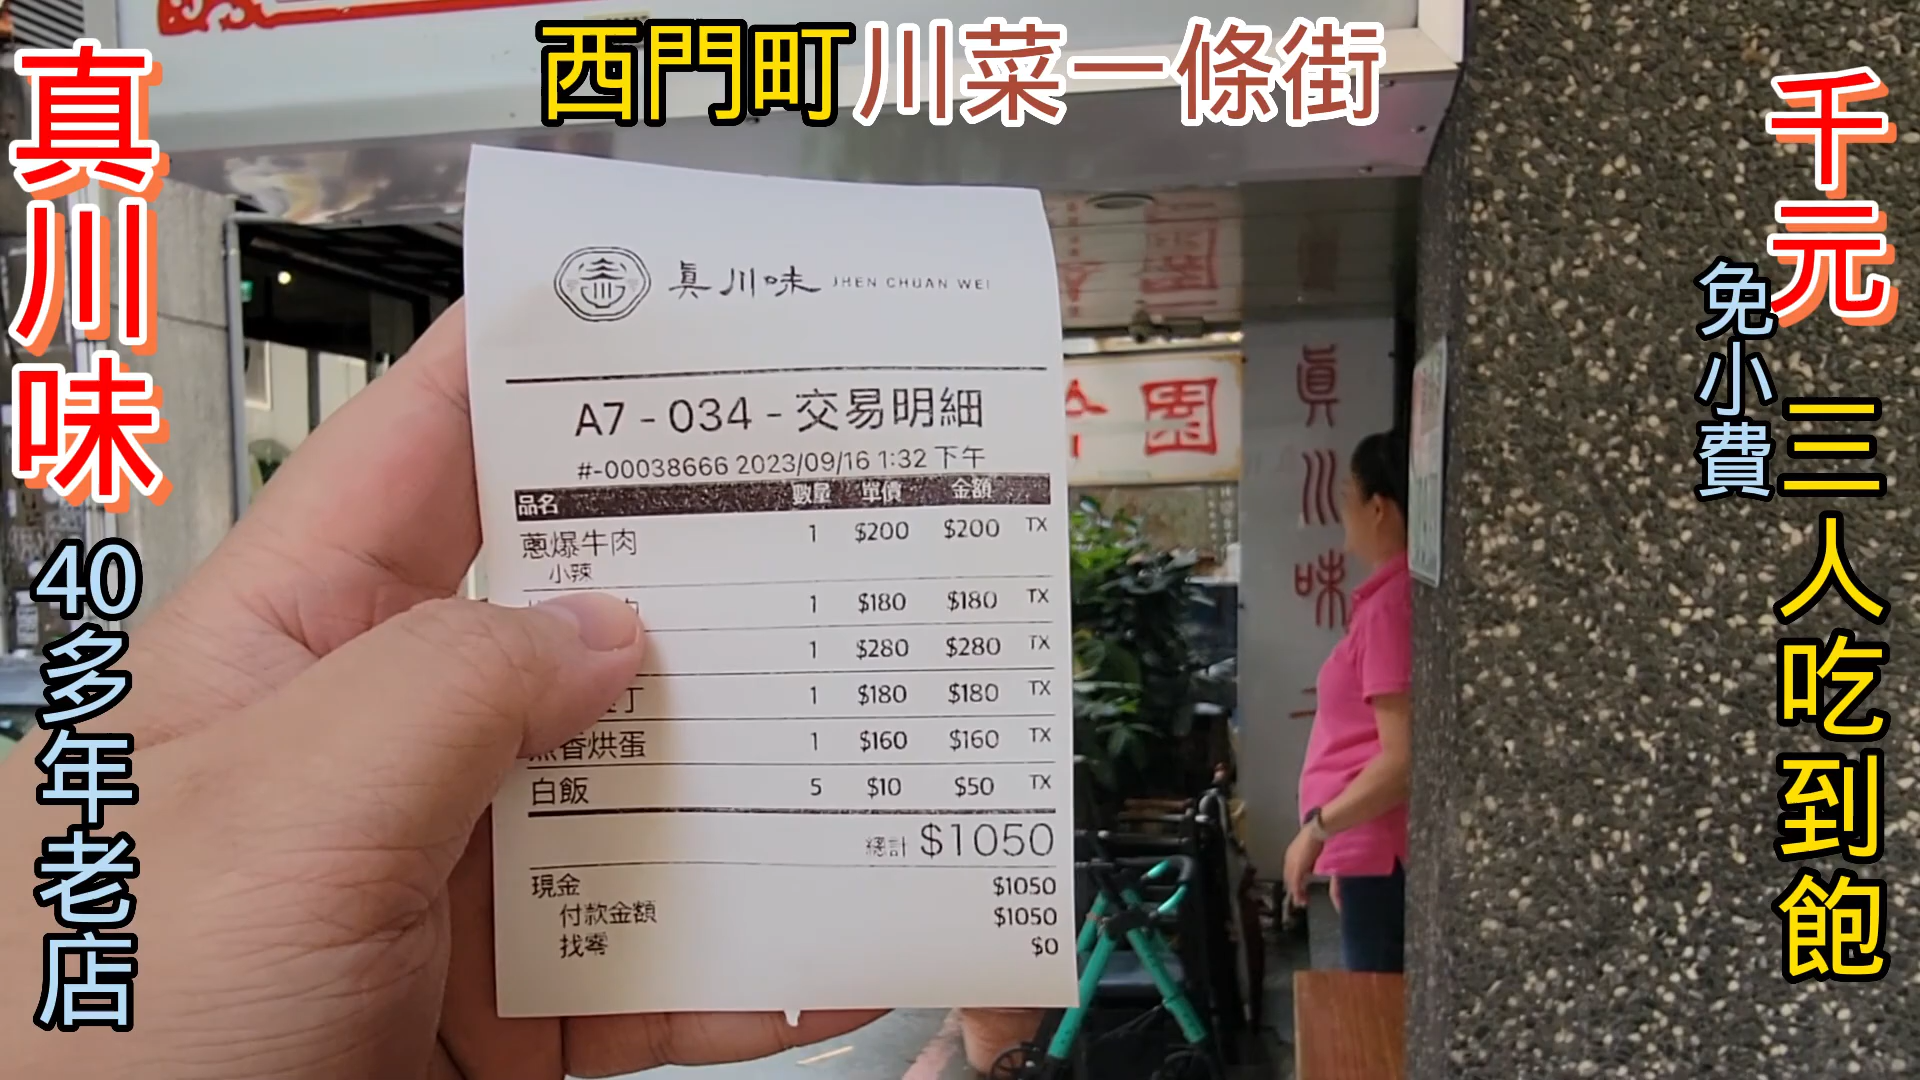 西門町川菜一條街
真川味
40多年老店
千元
免小費
三人吃到飽
真川味 JHEN CHUAN WEI
A7 - 034 - 交易明細
#-00038666 2023/09/16 1:32 下午
品名 數量 單價 金額
蔥爆牛肉 1 $200 $200 TX
小辣
肉 1 $180 $180 TX
1 $280 $280 TX
丁 1 $180 $180 TX
香烘蛋 1 $160 $160 TX
白飯 5 $10 $50 TX
總計 $1050
現金 $1050
付款金額 $1050
找零 $0
園
真川味